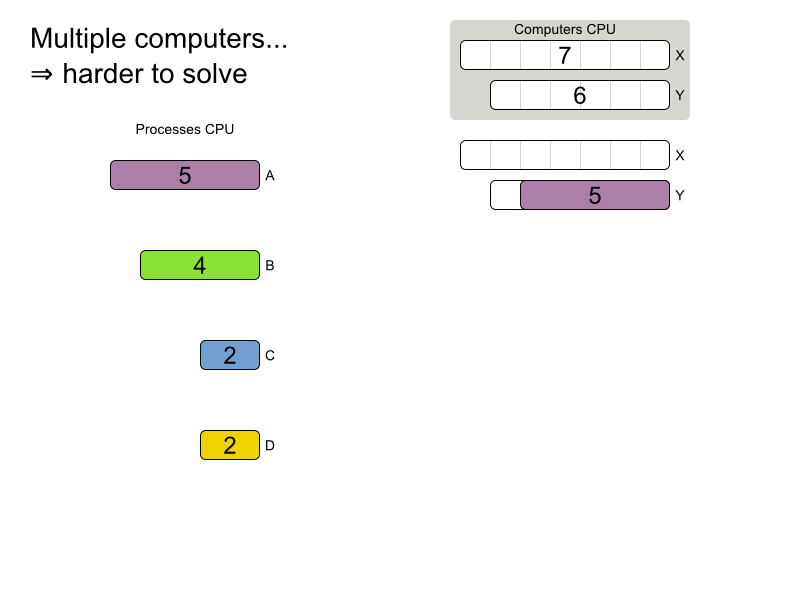 Multiple computers...
⇒ harder to solve
Computers CPU
7 X
6 Y
Processes CPU
X
5 A
5 Y
4 B
2 C
2 D